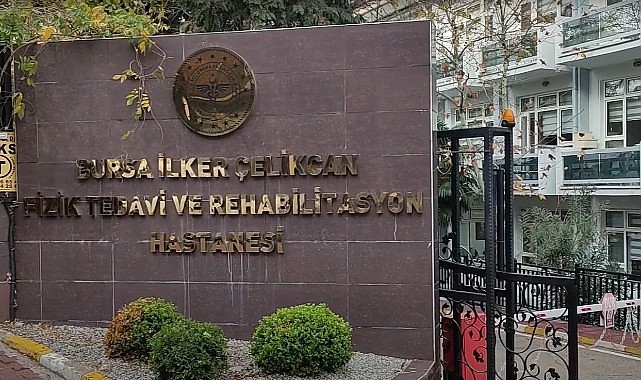 BURSA İLKER ÇELİKCAN
FİZİK TEDAVİ VE REHABİLİTASYON
HASTANESİ